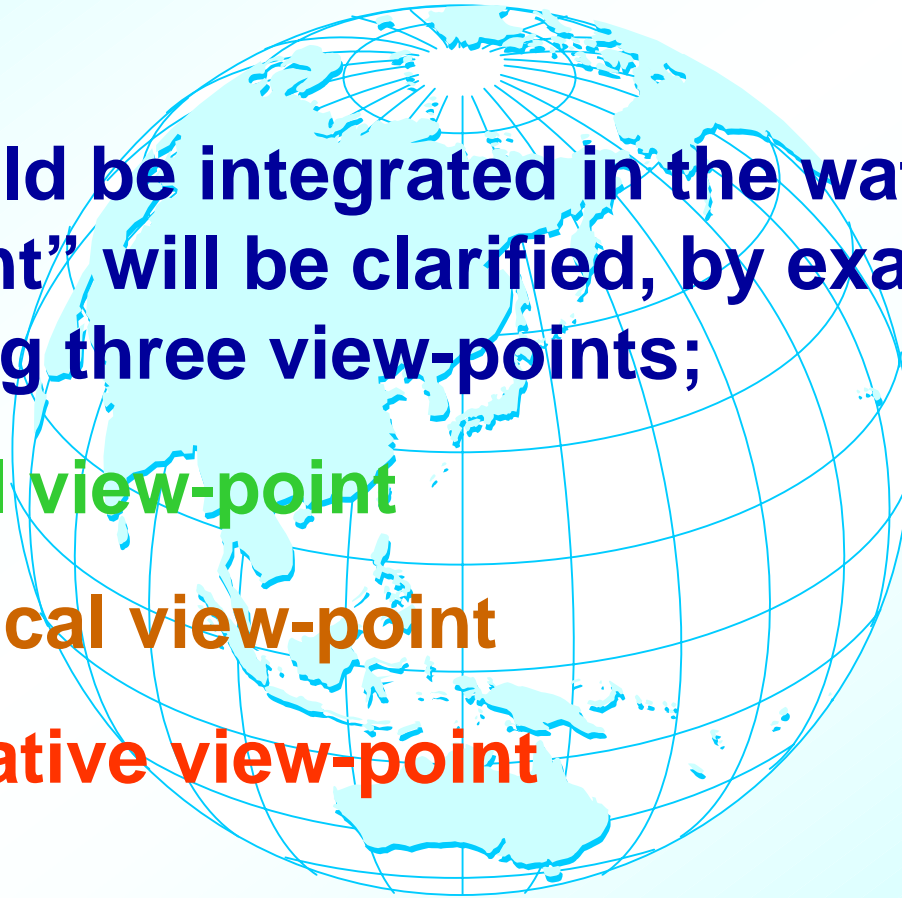 ld be integrated in the wat
nt” will be clarified, by exa
g three view-points;
l view-point
ical view-point
ative view-point